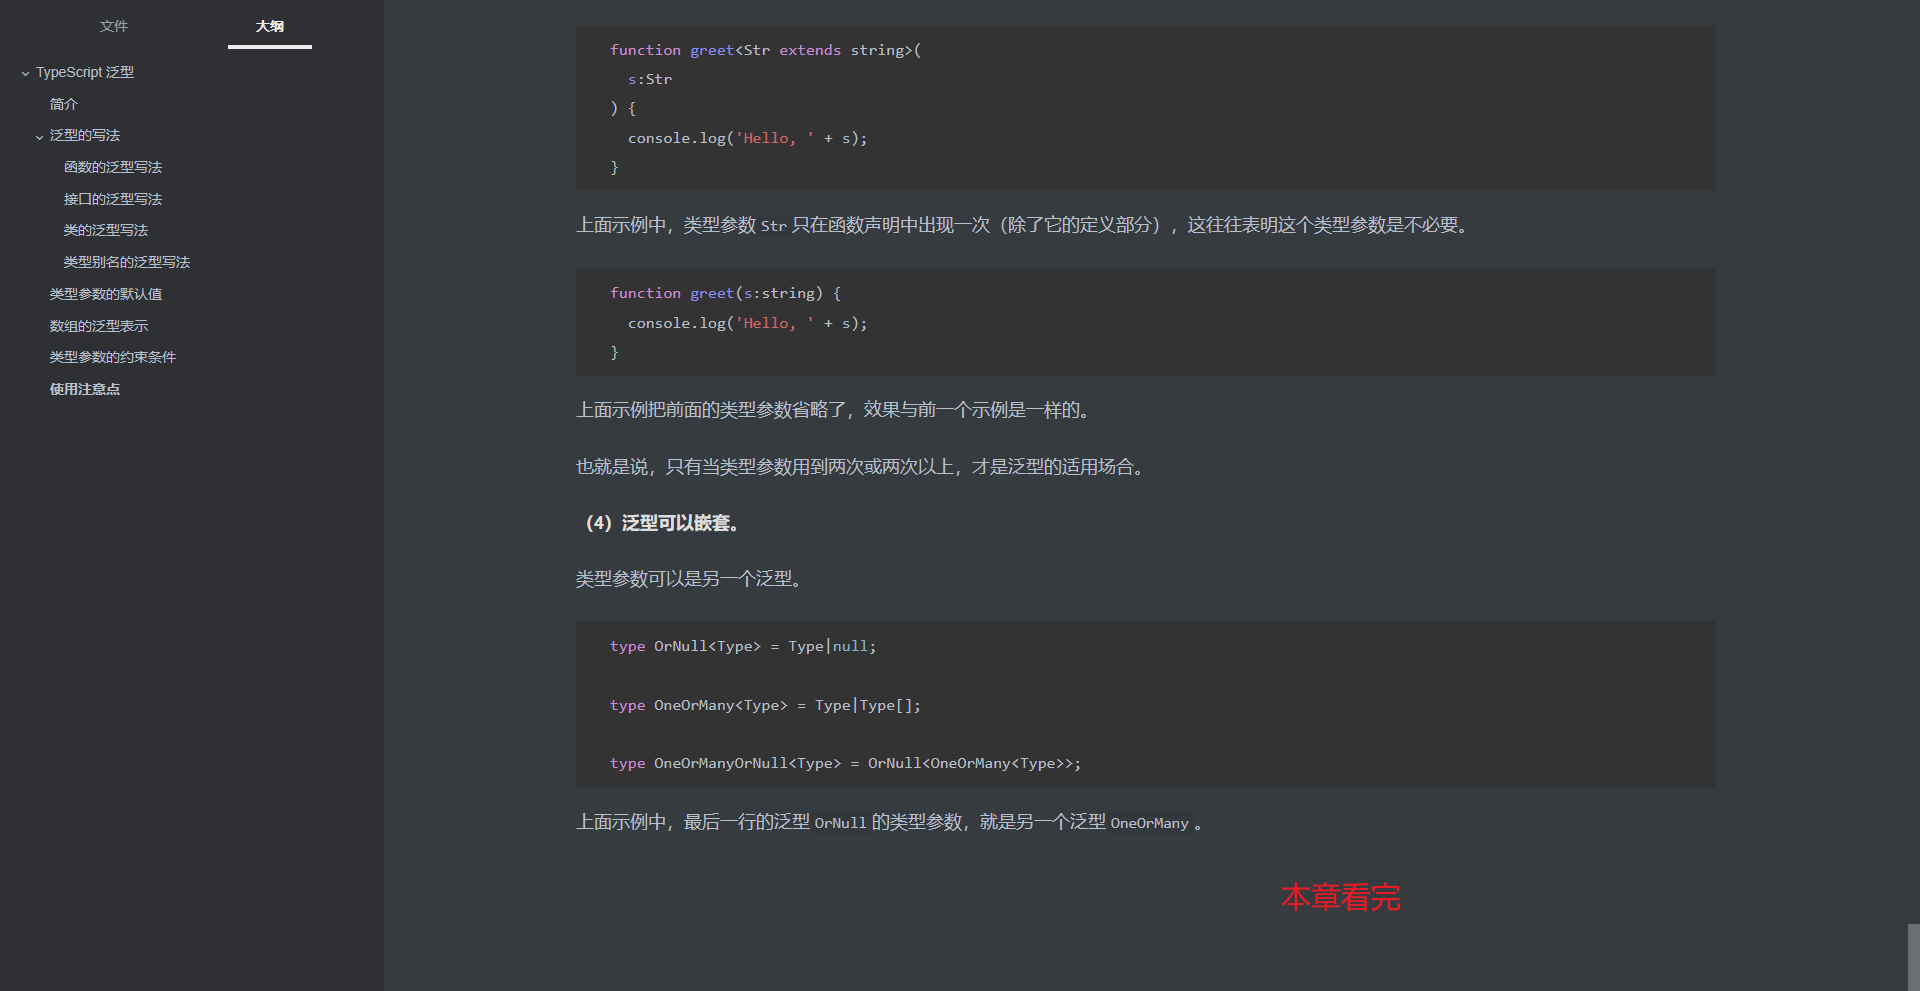 文件
大纲
TypeScript 泛型
简介
泛型的写法
函数的泛型写法
接口的泛型写法
类的泛型写法
类型别名的泛型写法
类型参数的默认值
数组的泛型表示
类型参数的约束条件
使用注意点
function greet<Str extends string>(
  s:Str
) {
  console.log('Hello, ' + s);
}
上面示例中，类型参数 Str 只在函数声明中出现一次（除了它的定义部分），这往往表明这个类型参数是不必要。
function greet(s:string) {
  console.log('Hello, ' + s);
}
上面示例把前面的类型参数省略了，效果与前一个示例是一样的。
也就是说，只有当类型参数用到两次或两次以上，才是泛型的适用场合。
（4）泛型可以嵌套。
类型参数可以是另一个泛型。
type OrNull<Type> = Type|null;
type OneOrMany<Type> = Type|Type[];
type OneOrManyOrNull<Type> = OrNull<OneOrMany<Type>>;
上面示例中，最后一行的泛型 OrNull 的类型参数，就是另一个泛型 OneOrMany 。
本章看完